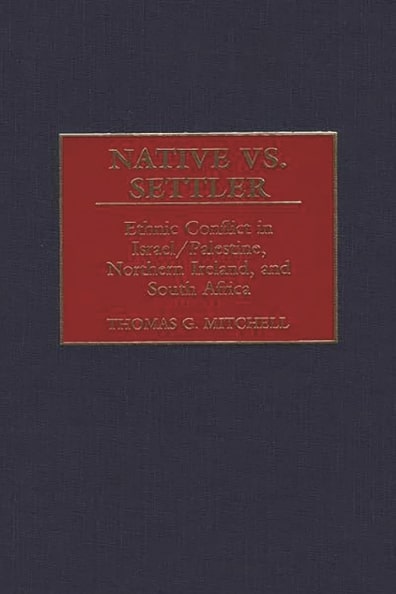 NATIVE VS.
SETTLER
Ethnic Conflict in
Israel/Palestine,
Northern Ireland, and
South Africa
THOMAS G. MITCHELL